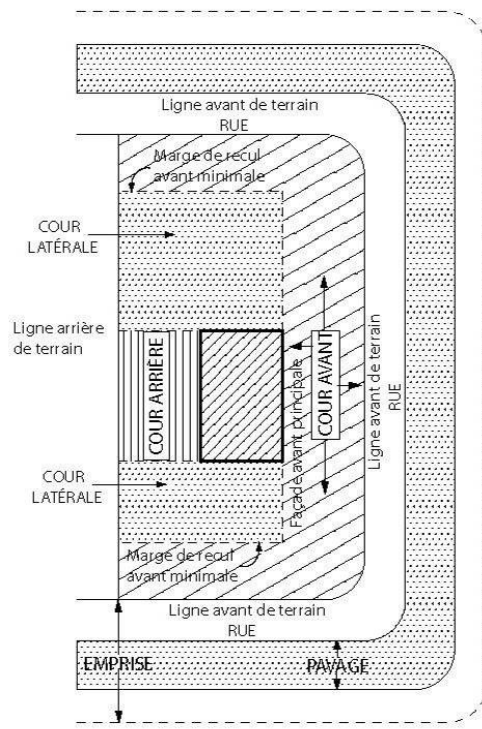 Ligne avant de terrain
RUE
Marge de recul
avant minimale
COUR
LATÉRALE
Ligne arrière
de terrain
COUR ARRIÈRE
Façade avant principale
COUR AVANT
Ligne avant de terrain
RUE
COUR
LATÉRALE
Marge de recul
avant minimale
Ligne avant de terrain
RUE
EMPRISE
PAVAGE